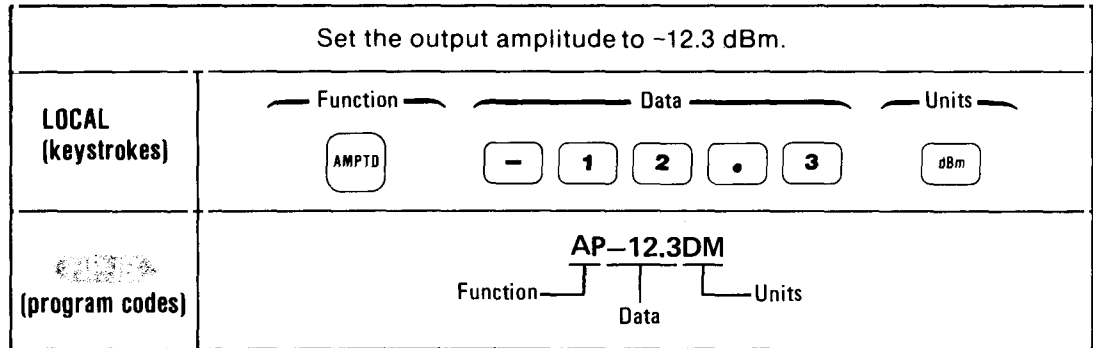 Set the output amplitude to -12.3 dBm.
LOCAL
(keystrokes)
Function
Data
Units
AMPTD
- 1 2 . 3
dBm
(program codes)
AP-12.3DM
Function
Data
Units